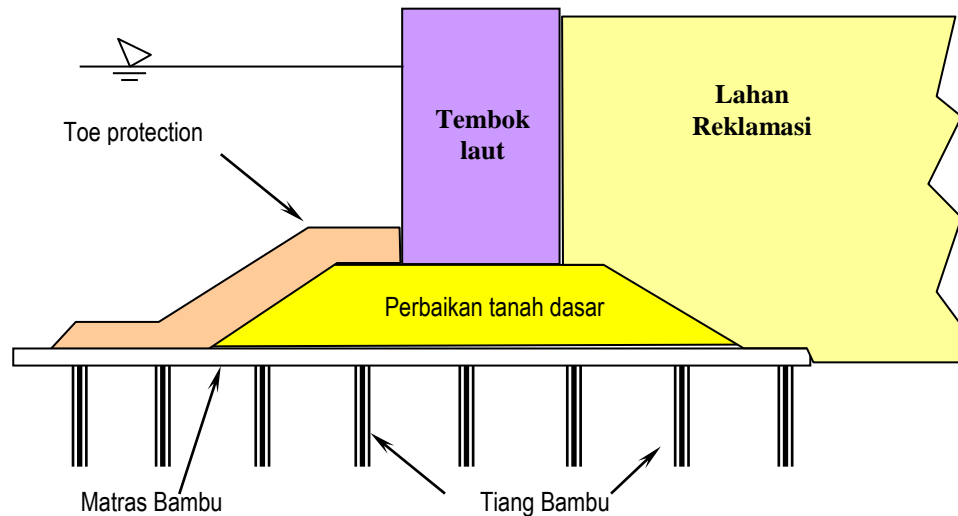 Lahan
Reklamasi
Tembok
laut
Toe protection
Perbaikan tanah dasar
Matras Bambu
Tiang Bambu